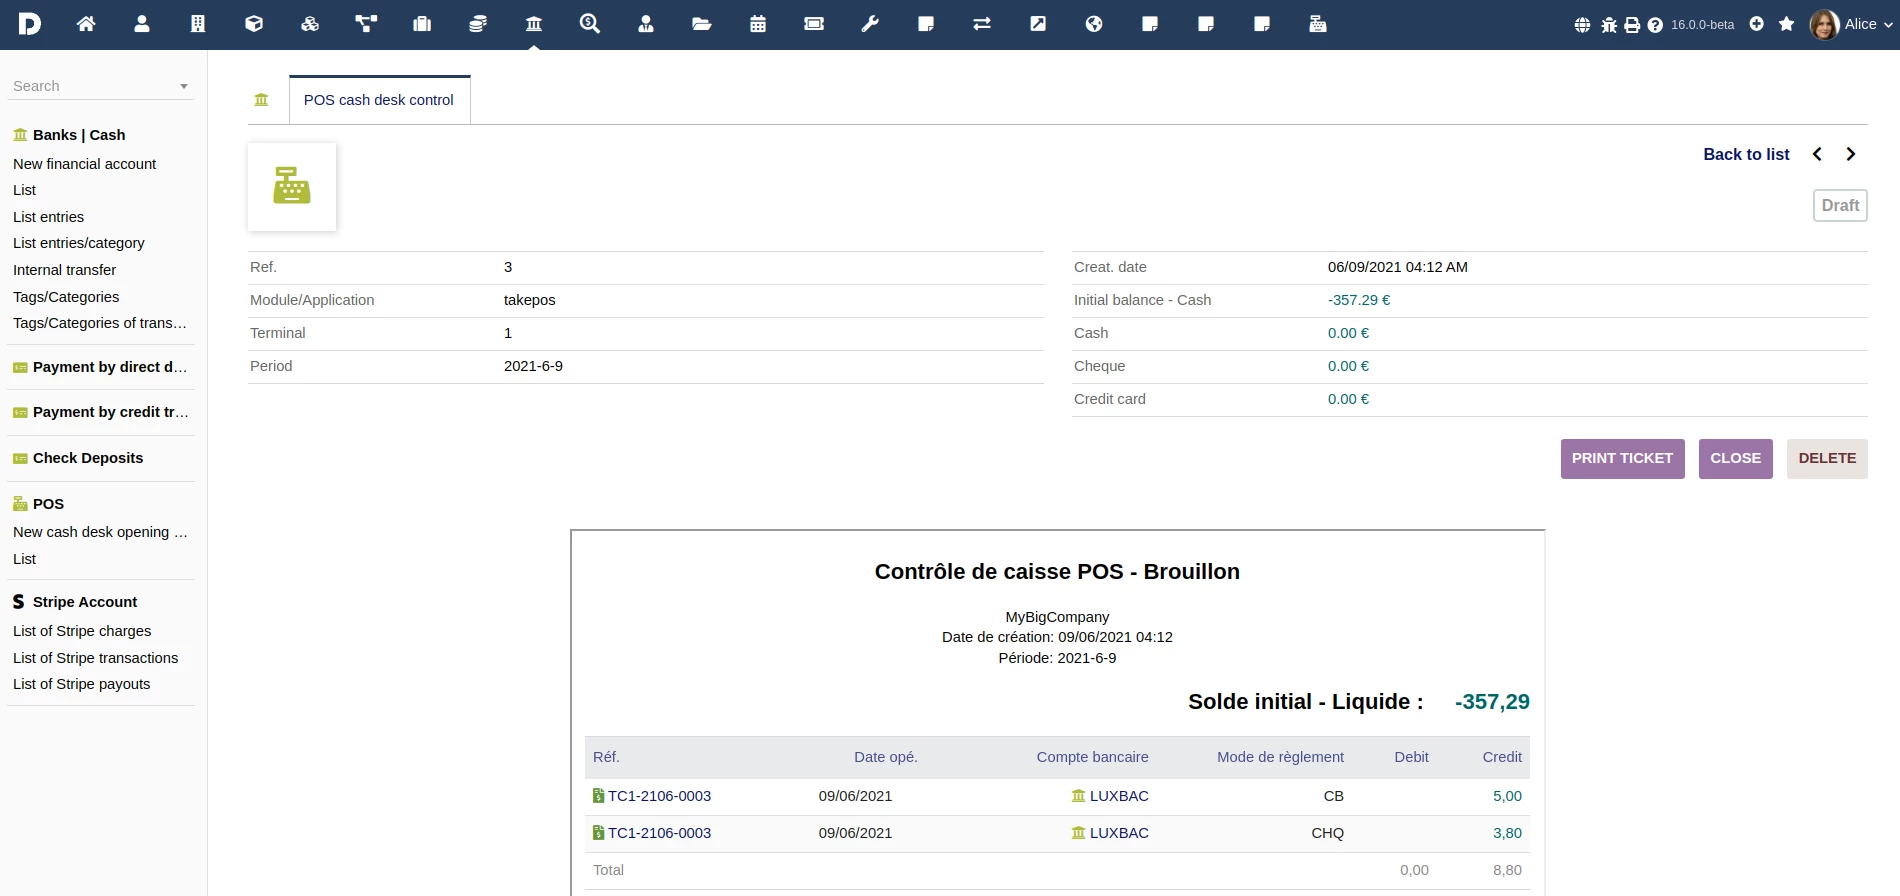 16.0.0-beta
Alice
Search
Banks | Cash
New financial account
List
List entries
List entries/category
Internal transfer
Tags/Categories
Tags/Categories of trans…
Payment by direct d…
Payment by credit tr…
Check Deposits
POS
New cash desk opening …
List
Stripe Account
List of Stripe charges
List of Stripe transactions
List of Stripe payouts
POS cash desk control
Back to list
Draft
Ref. 3
Module/Application takepos
Terminal 1
Period 2021-6-9
Creat. date 06/09/2021 04:12 AM
Initial balance - Cash -357.29 €
Cash 0.00 €
Cheque 0.00 €
Credit card 0.00 €
PRINT TICKET CLOSE DELETE
Contrôle de caisse POS - Brouillon
MyBigCompany
Date de création: 09/06/2021 04:12
Période: 2021-6-9
Solde initial - Liquide : -357,29
Réf. Date opé. Compte bancaire Mode de règlement Debit Credit
TC1-2106-0003 09/06/2021 LUXBAC CB 5,00
TC1-2106-0003 09/06/2021 LUXBAC CHQ 3,80
Total 0,00 8,80